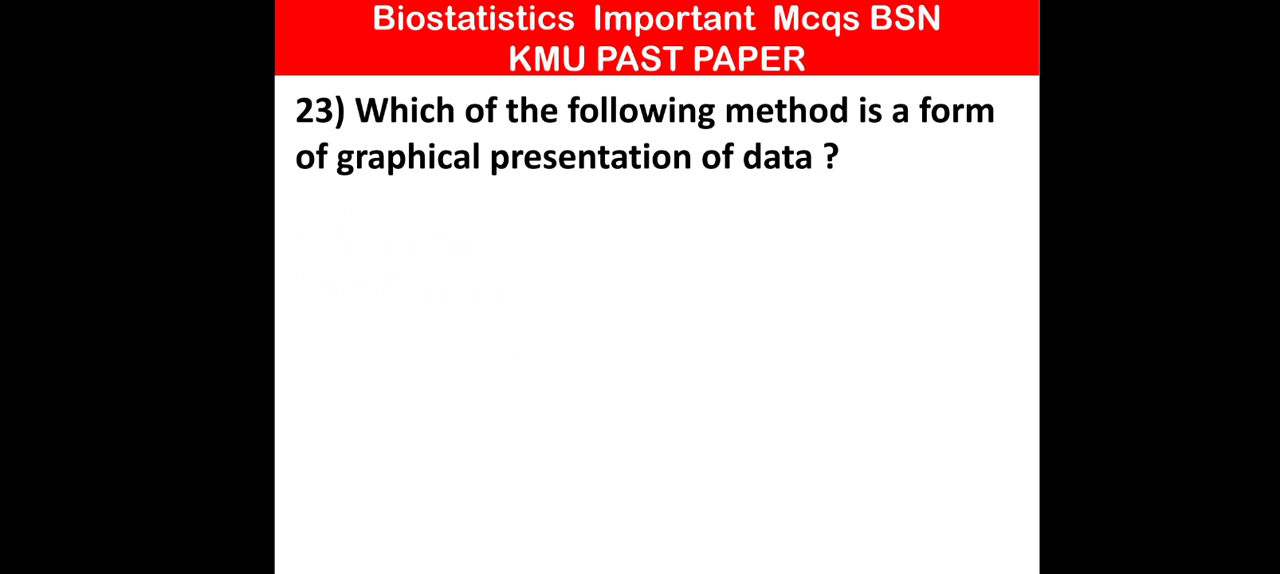 Biostatistics Important Mcqs BSN
KMU PAST PAPER
23) Which of the following method is a form
of graphical presentation of data ?